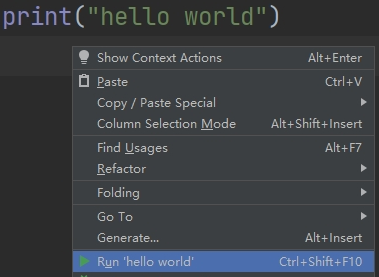 print("hello world")
Show Context Actions Alt+Enter
Paste Ctrl+V
Copy / Paste Special
Column Selection Mode Alt+Shift+Insert
Find Usages Alt+F7
Refactor
Folding
Go To
Generate... Alt+Insert
Run 'hello world' Ctrl+Shift+F10